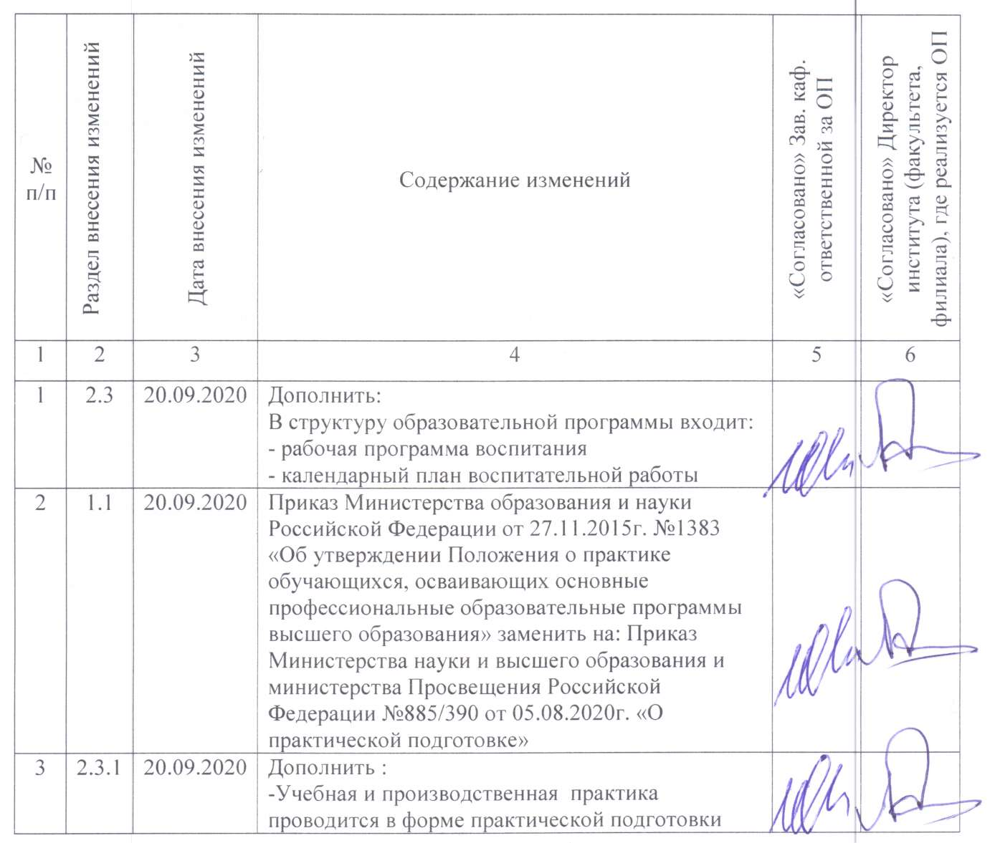 №
п/п
Раздел внесения изменений
Дата внесения изменений
Содержание изменений
«Согласовано» Зав. каф.
ответственной за ОП
«Согласовано» Директор
института (факультета,
филиала), где реализуется ОП
1 2 3 4 5 6
1 2.3 20.09.2020 Дополнить:
В структуру образовательной программы входит:
- рабочая программа воспитания
- календарный план воспитательной работы
2 1.1 20.09.2020 Приказ Министерства образования и науки
Российской Федерации от 27.11.2015г. №1383
«Об утверждении Положения о практике
обучающихся, осваивающих основные
профессиональные образовательные программы
высшего образования» заменить на: Приказ
Министерства науки и высшего образования и
министерства Просвещения Российской
Федерации №885/390 от 05.08.2020г. «О
практической подготовке»
3 2.3.1 20.09.2020 Дополнить :
-Учебная и производственная практика
проводится в форме практической подготовки